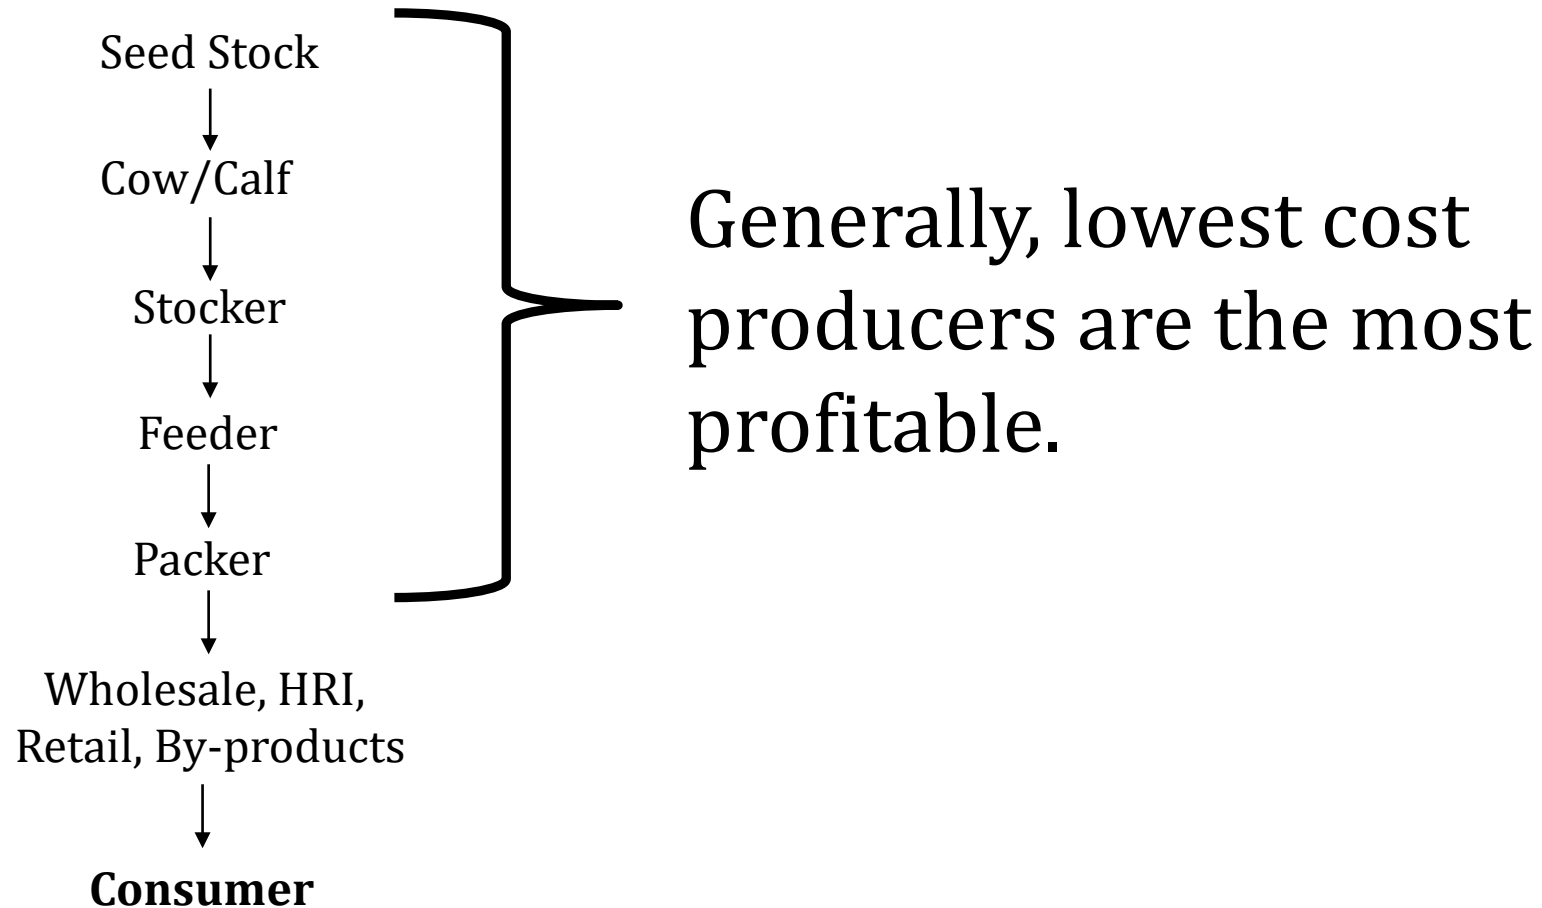 Seed Stock
Cow/Calf
Stocker
Feeder
Packer
Wholesale, HRI,
Retail, By-products
Consumer
Generally, lowest cost
producers are the most
profitable.